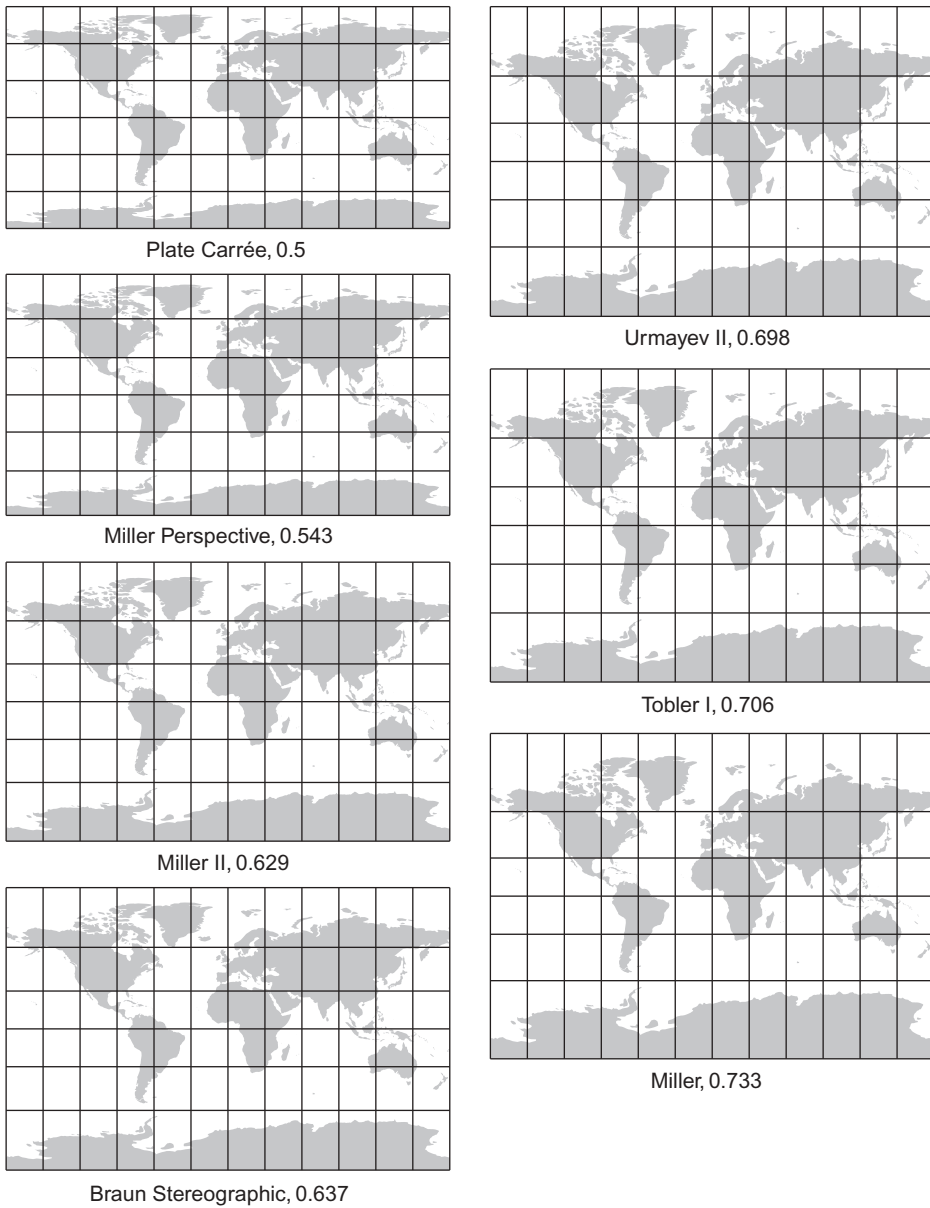 Plate Carrée, 0.5
Miller Perspective, 0.543
Miller II, 0.629
Braun Stereographic, 0.637
Urmayev II, 0.698
Tobler I, 0.706
Miller, 0.733